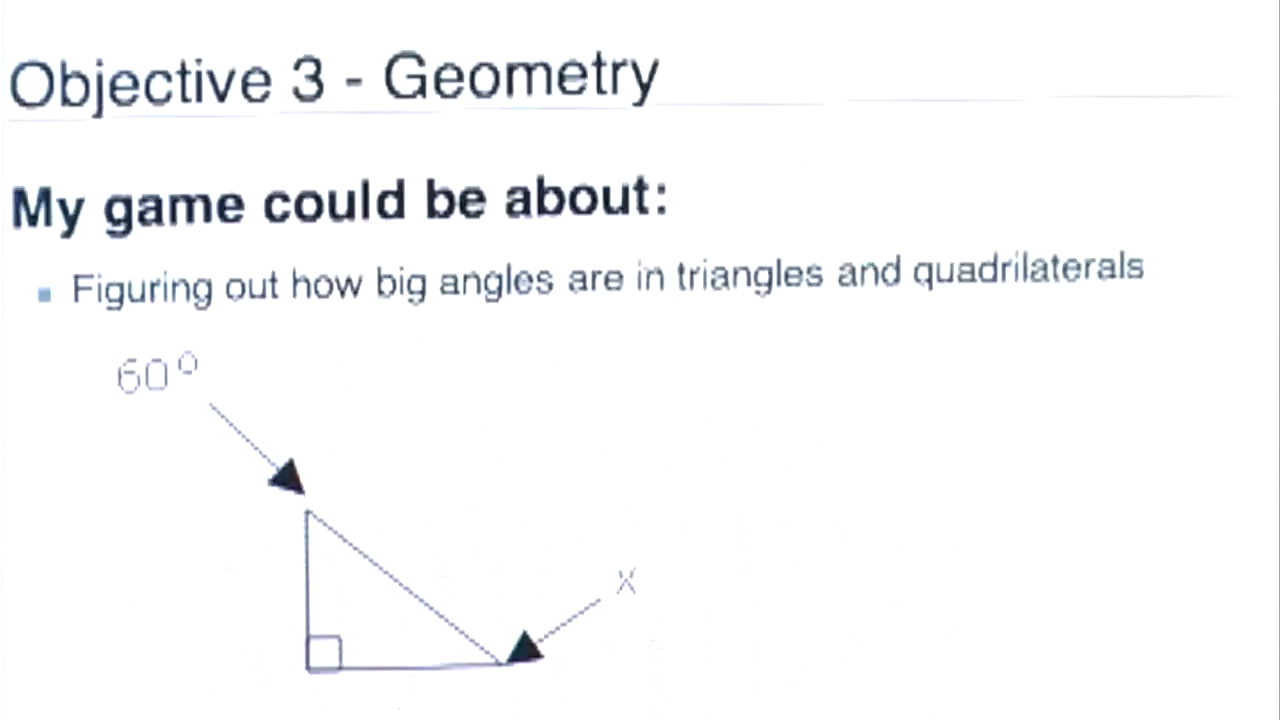 Objective 3 - Geometry
My game could be about:
▪ Figuring out how big angles are in triangles and quadrilaterals
60°
x